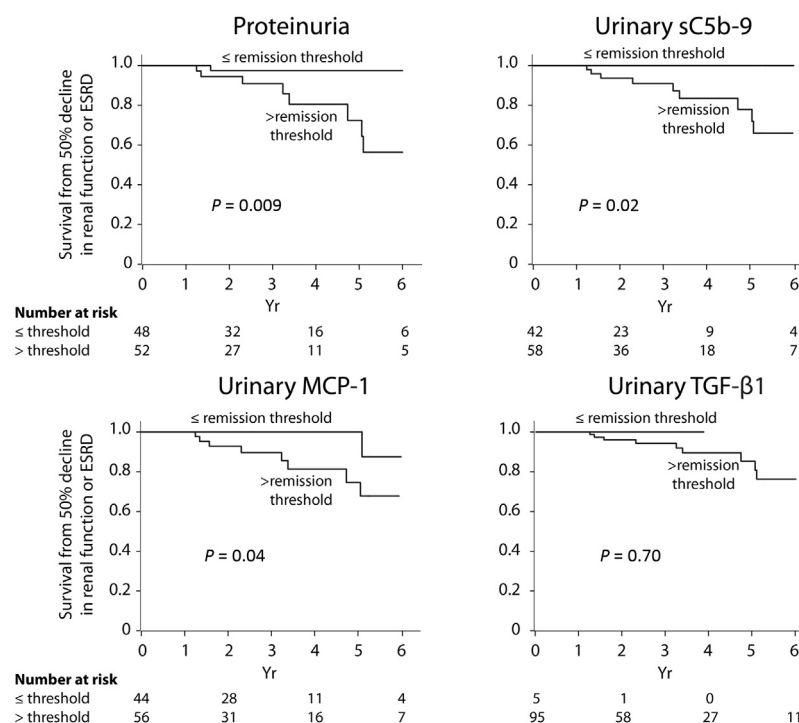 Proteinuria
Survival from 50% decline
in renal function or ESRD
1.0
0.8
0.6
0.4
0.2
0
≤ remission threshold
>remission
threshold
P = 0.009
0 1 2 3 4 5 6
Yr
Number at risk
≤ threshold 48 32 16 6
> threshold 52 27 11 5
Urinary sC5b-9
1.0
0.8
0.6
0.4
0.2
0
≤ remission threshold
>remission
threshold
P = 0.02
0 1 2 3 4 5 6
Yr
42 23 9 4
58 36 18 7
Urinary MCP-1
Survival from 50% decline
in renal function or ESRD
1.0
0.8
0.6
0.4
0.2
0
≤ remission threshold
>remission
threshold
P = 0.04
0 1 2 3 4 5 6
Yr
Number at risk
≤ threshold 44 28 11 4
> threshold 56 31 16 7
Urinary TGF-β1
1.0
0.8
0.6
0.4
0.2
0
≤ remission threshold
>remission
threshold
P = 0.70
0 1 2 3 4 5 6
Yr
5 1 0
95 58 27 11